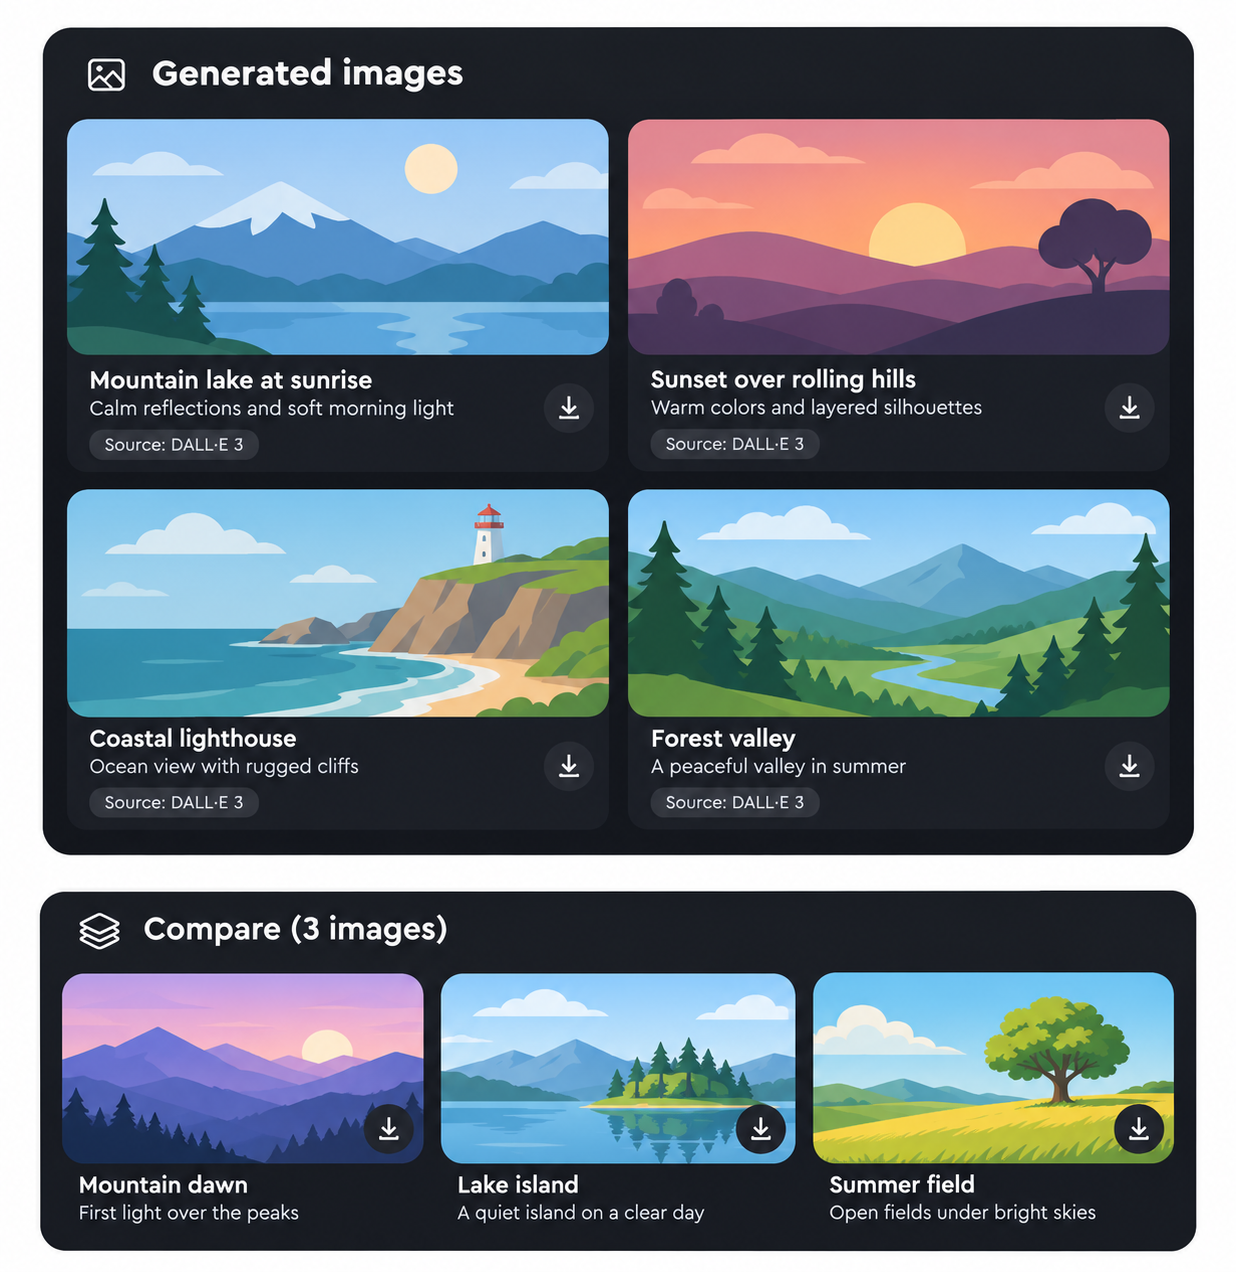 Generated images
Mountain lake at sunrise
Calm reflections and soft morning light
Source: DALL·E 3
Sunset over rolling hills
Warm colors and layered silhouettes
Source: DALL·E 3
Coastal lighthouse
Ocean view with rugged cliffs
Source: DALL·E 3
Forest valley
A peaceful valley in summer
Source: DALL·E 3
Compare (3 images)
Mountain dawn
First light over the peaks
Lake island
A quiet island on a clear day
Summer field
Open fields under bright skies